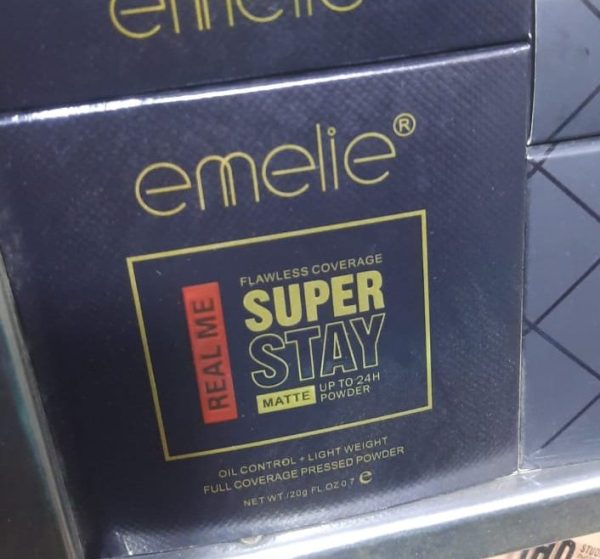 emelie
emelie®
FLAWLESS COVERAGE
REAL ME
SUPER
STAY
MATTE UP TO 24H
POWDER
OIL CONTROL + LIGHT WEIGHT
FULL COVERAGE PRESSED POWDER
NET WT./20g FL.OZ 0.7 e